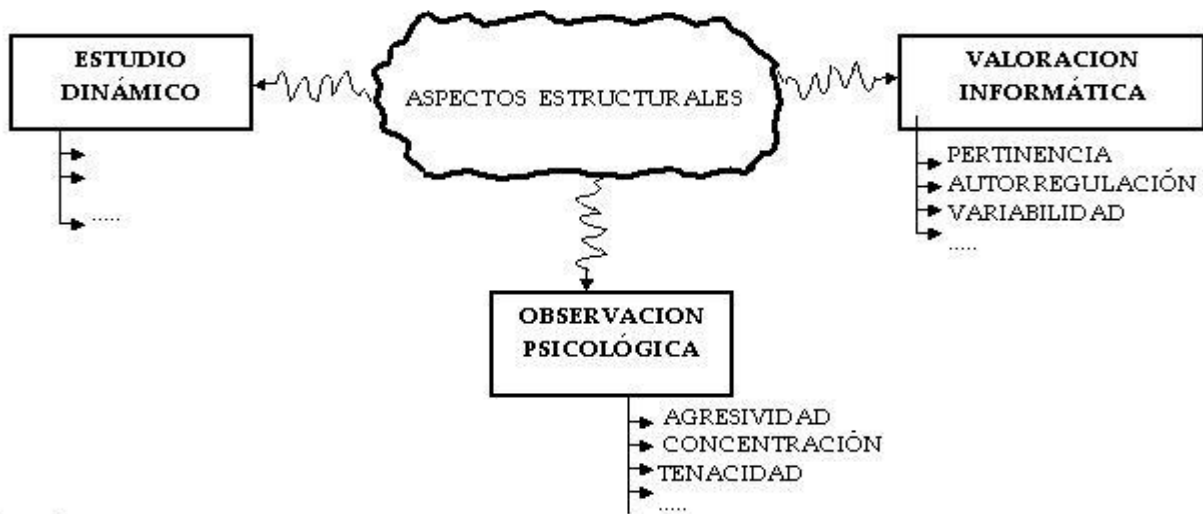 ESTUDIO
DINÁMICO
.....
ASPECTOS ESTRUCTURALES
VALORACION
INFORMÁTICA
PERTINENCIA
AUTORREGULACIÓN
VARIABILIDAD
.....
OBSERVACION
PSICOLÓGICA
AGRESIVIDAD
CONCENTRACIÓN
TENACIDAD
.....